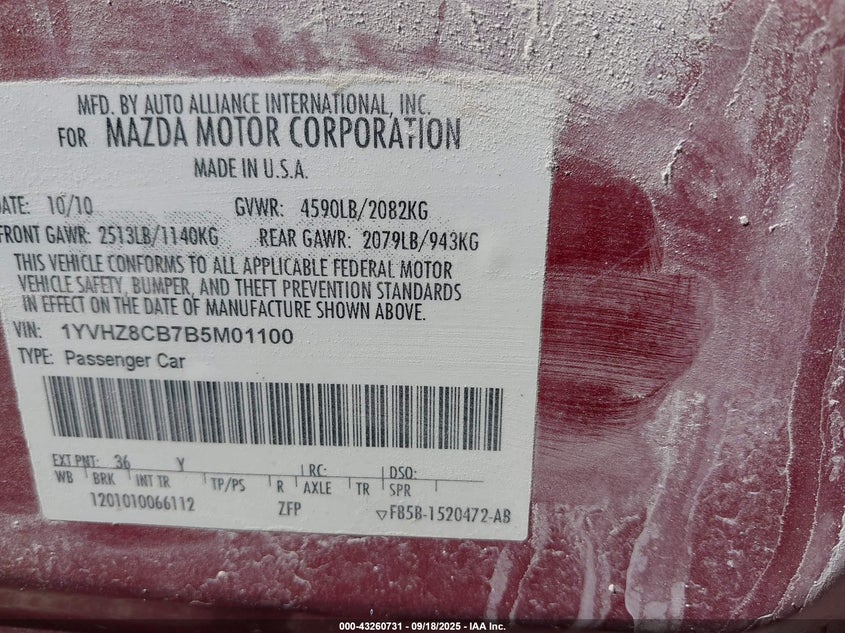 MFD. BY AUTO ALLIANCE INTERNATIONAL, INC.
FOR MAZDA MOTOR CORPORATION
MADE IN U.S.A.
ATE: 10/10 GVWR: 4590LB/2082KG
FRONT GAWR: 2513LB/1140KG REAR GAWR: 2079LB/943KG
THIS VEHICLE CONFORMS TO ALL APPLICABLE FEDERAL MOTOR
VEHICLE SAFETY, BUMPER, AND THEFT PREVENTION STANDARDS
IN EFFECT ON THE DATE OF MANUFACTURE SHOWN ABOVE.
VIN: 1YVHZ8CB7B5M01100
TYPE: Passenger Car
EXT PNT: 36 Y RC: DSO:
WB BRK INT TR TP/PS R AXLE TR SPR
1201010066112 ZFP ▽F85B-1520472-AB
000-43260731 - 09/18/2025 - IAA Inc.